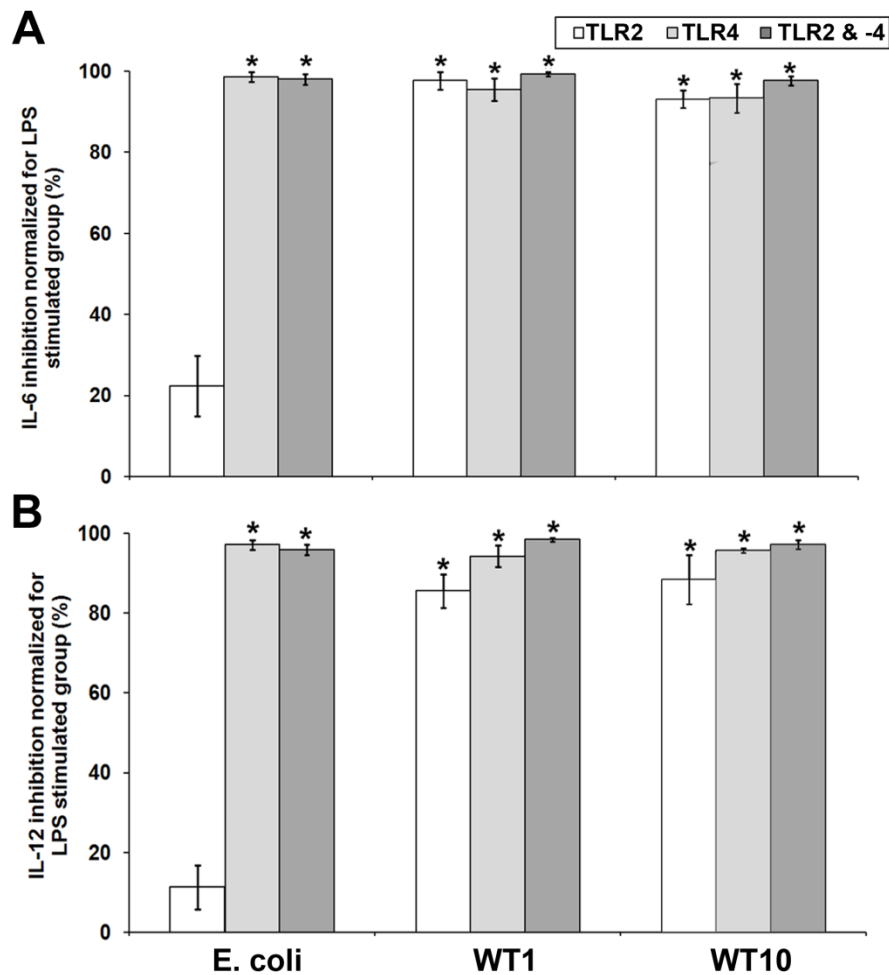 A
TLR2 TLR4 TLR2 & -4
IL-6 inhibition normalized for LPS
stimulated group (%)
100
80
60
40
20
0
* * * * * * * *
B
IL-12 inhibition normalized for
LPS stimulated group (%)
100
80
60
40
20
0
* * * * * * * *
E. coli WT1 WT10